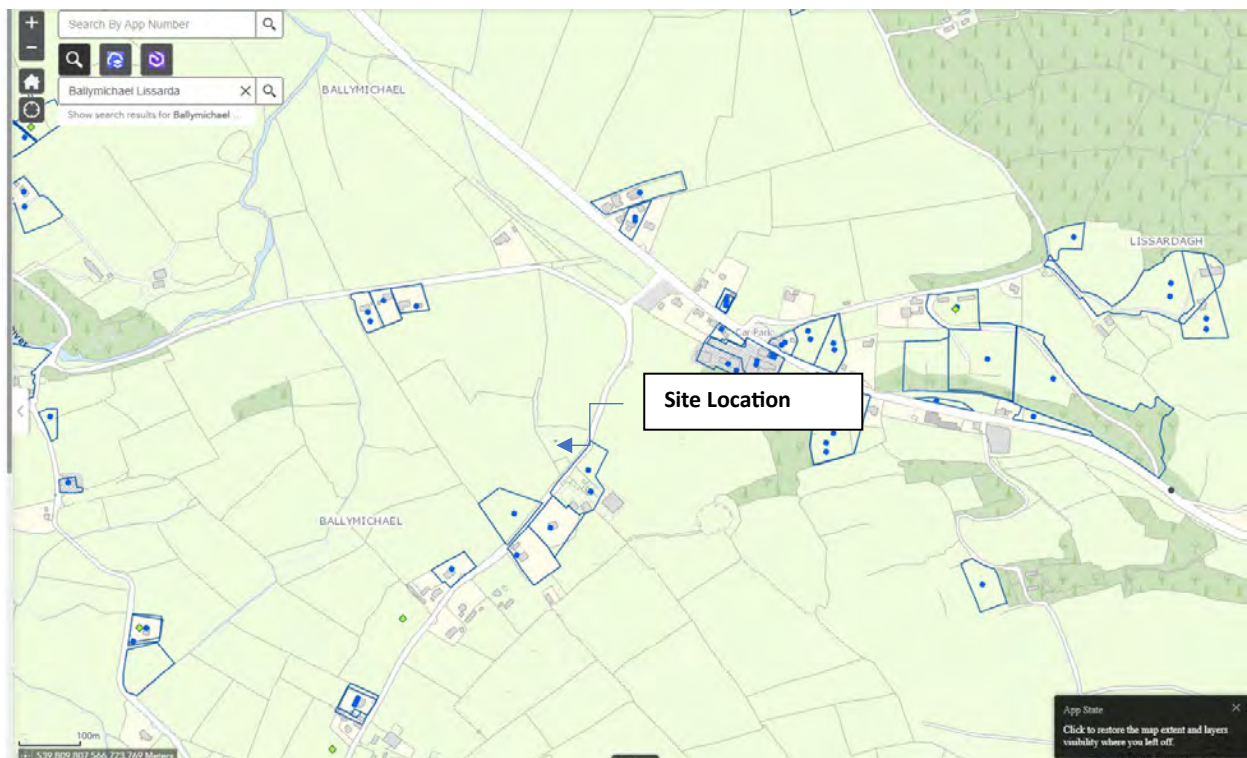 +
Search By App Number
−
Ballymichael Lissarda
Show search results for Ballymichael ...
BALLYMICHAEL
LISSARDAGH
Car Park
Site Location
BALLYMICHAEL
100m
App State
Click to restore the map extent and layers
visibility where you left off.